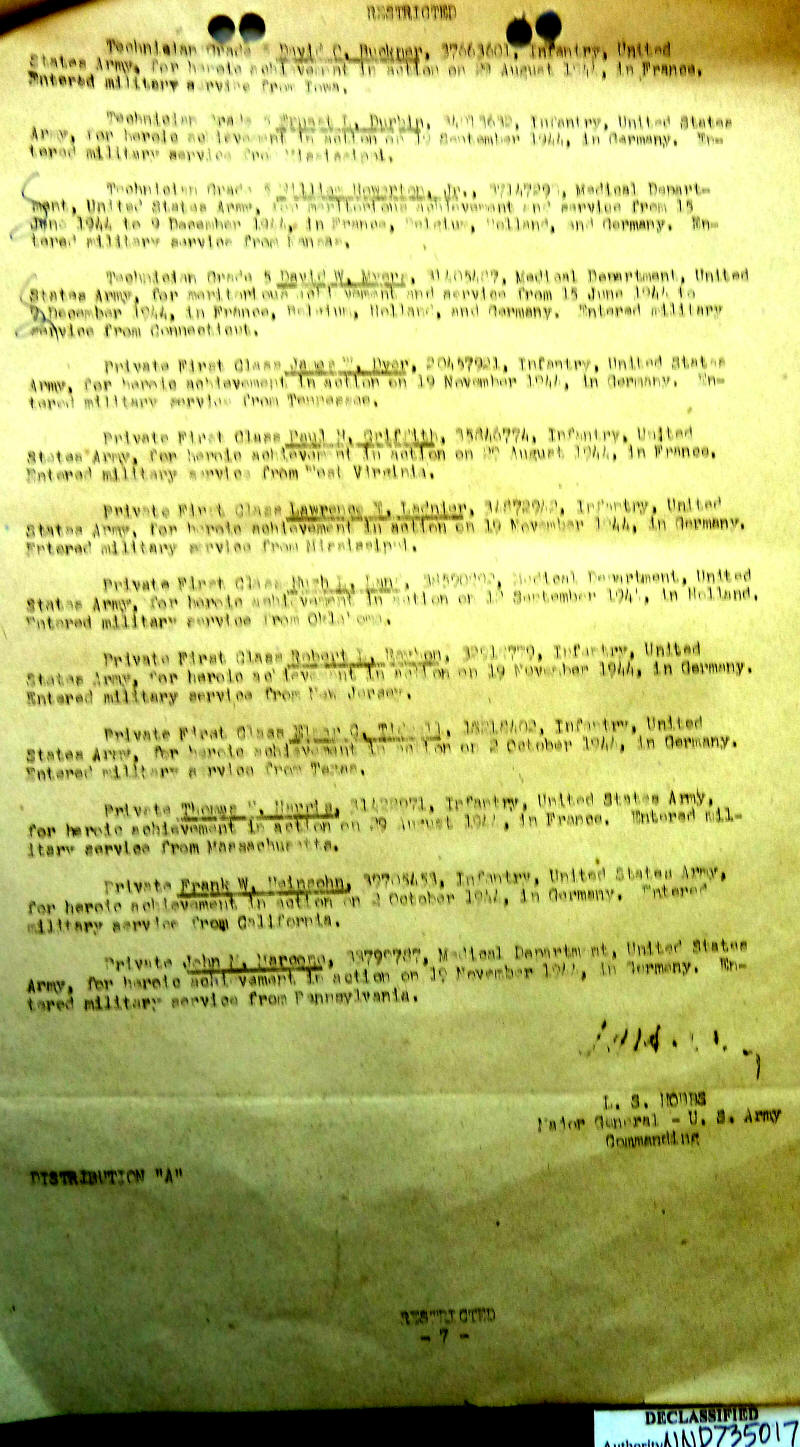 RESTRICTED
Technician Grade 5 David C. Buckner, 37663601, Infantry, United
States Army, for heroic achievement in action on 29 August 1944, in France.
Entered military service from Iowa.
Technician Grade 5 Ernest L. Durbin, Infantry, United States
Army, for heroic achievement in action on 19 September 1944, in Germany. En-
tered military service from Mississippi.
Technician Grade 5 William Howerton, Jr., Medical Depart-
ment, United States Army, for meritorious achievement and service from 15
June 1944 to 9 December 1944, in France, Belgium, Holland, and Germany. En-
tered military service from Kansas.
Technician Grade 5 David W. Myers, Medical Department, United
States Army, for meritorious achievement and service from 15 June 1944 to
9 December 1944, in France, Belgium, Holland, and Germany. Entered military
service from Connecticut.
Private First Class James Dyer, 20457921, Infantry, United States
Army, for heroic achievement in action on 19 November 1944, in Germany. En-
tered military service from Tennessee.
Private First Class Paul Griffith, 35846774, Infantry, United
States Army, for heroic achievement in action on August 1944, in France.
Entered military service from West Virginia.
Private First Class Lawrence Ladnier, Infantry, United
States Army, for heroic achievement in action on 19 November 1944, in Germany.
Entered military service from Mississippi.
Private First Class Hugh L. Medical Department, United
States Army, for heroic achievement in action on September 1944, in Holland.
Entered military service from Oklahoma.
Private First Class Robert L. Infantry, United
States Army, for heroic achievement in action on 19 November 1944, in Germany.
Entered military service from New Jersey.
Private First Class Infantry, United
States Army, for heroic achievement in action on 2 October 1944, in Germany.
Entered military service from Texas.
Private Thomas Harris, Infantry, United States Army,
for heroic achievement in action on 29 August 1944, in France. Entered mil-
itary service from Massachusetts.
Private Frank W. Infantry, United States Army,
for heroic achievement in action on October 1944, in Germany. Entered
military service from California.
Private John Medical Department, United States
Army, for heroic achievement in action on 19 November 1944, in Germany. En-
tered military service from Pennsylvania.
L. S. HOBBS
Major General - U. S. Army
Commanding
DISTRIBUTION "A"
RESTRICTED
- 7 -
DECLASSIFIED
Authority NND735017